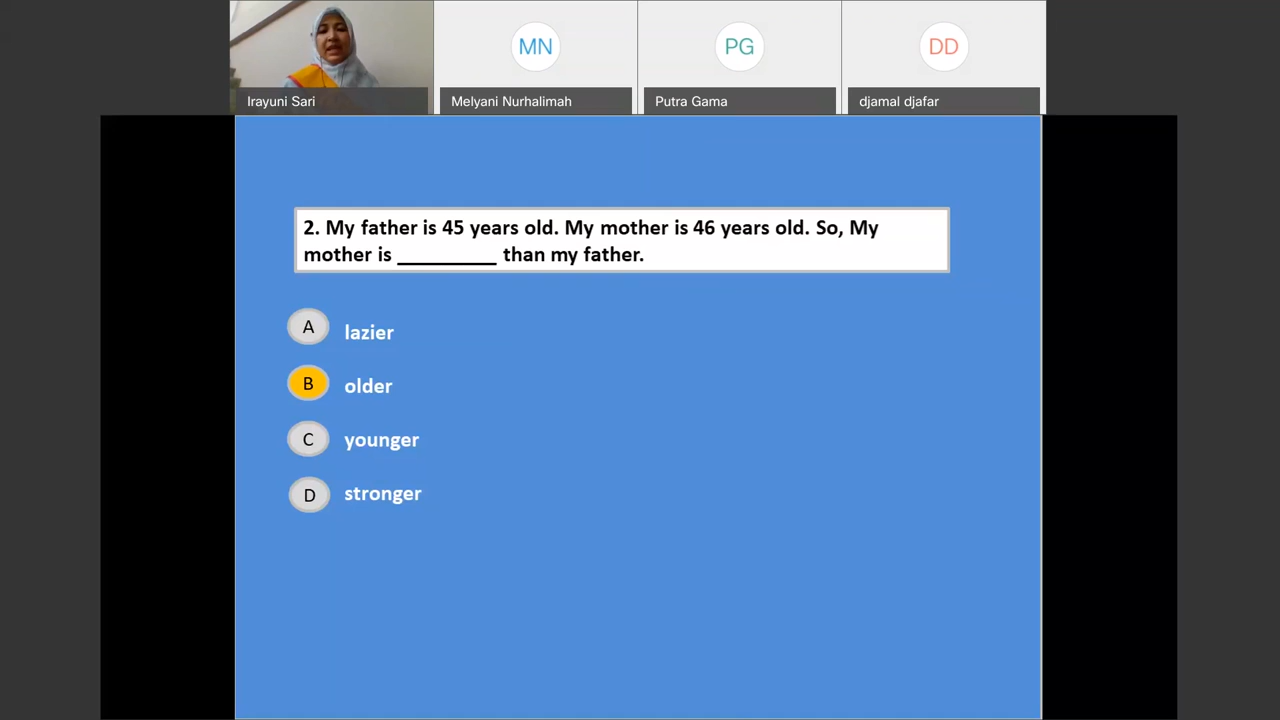 MN
PG
DD
Irayuni Sari
Melyani Nurhalimah
Putra Gama
djamal djafar
2. My father is 45 years old. My mother is 46 years old. So, My
mother is _________ than my father.
A lazier
B older
C younger
D stronger